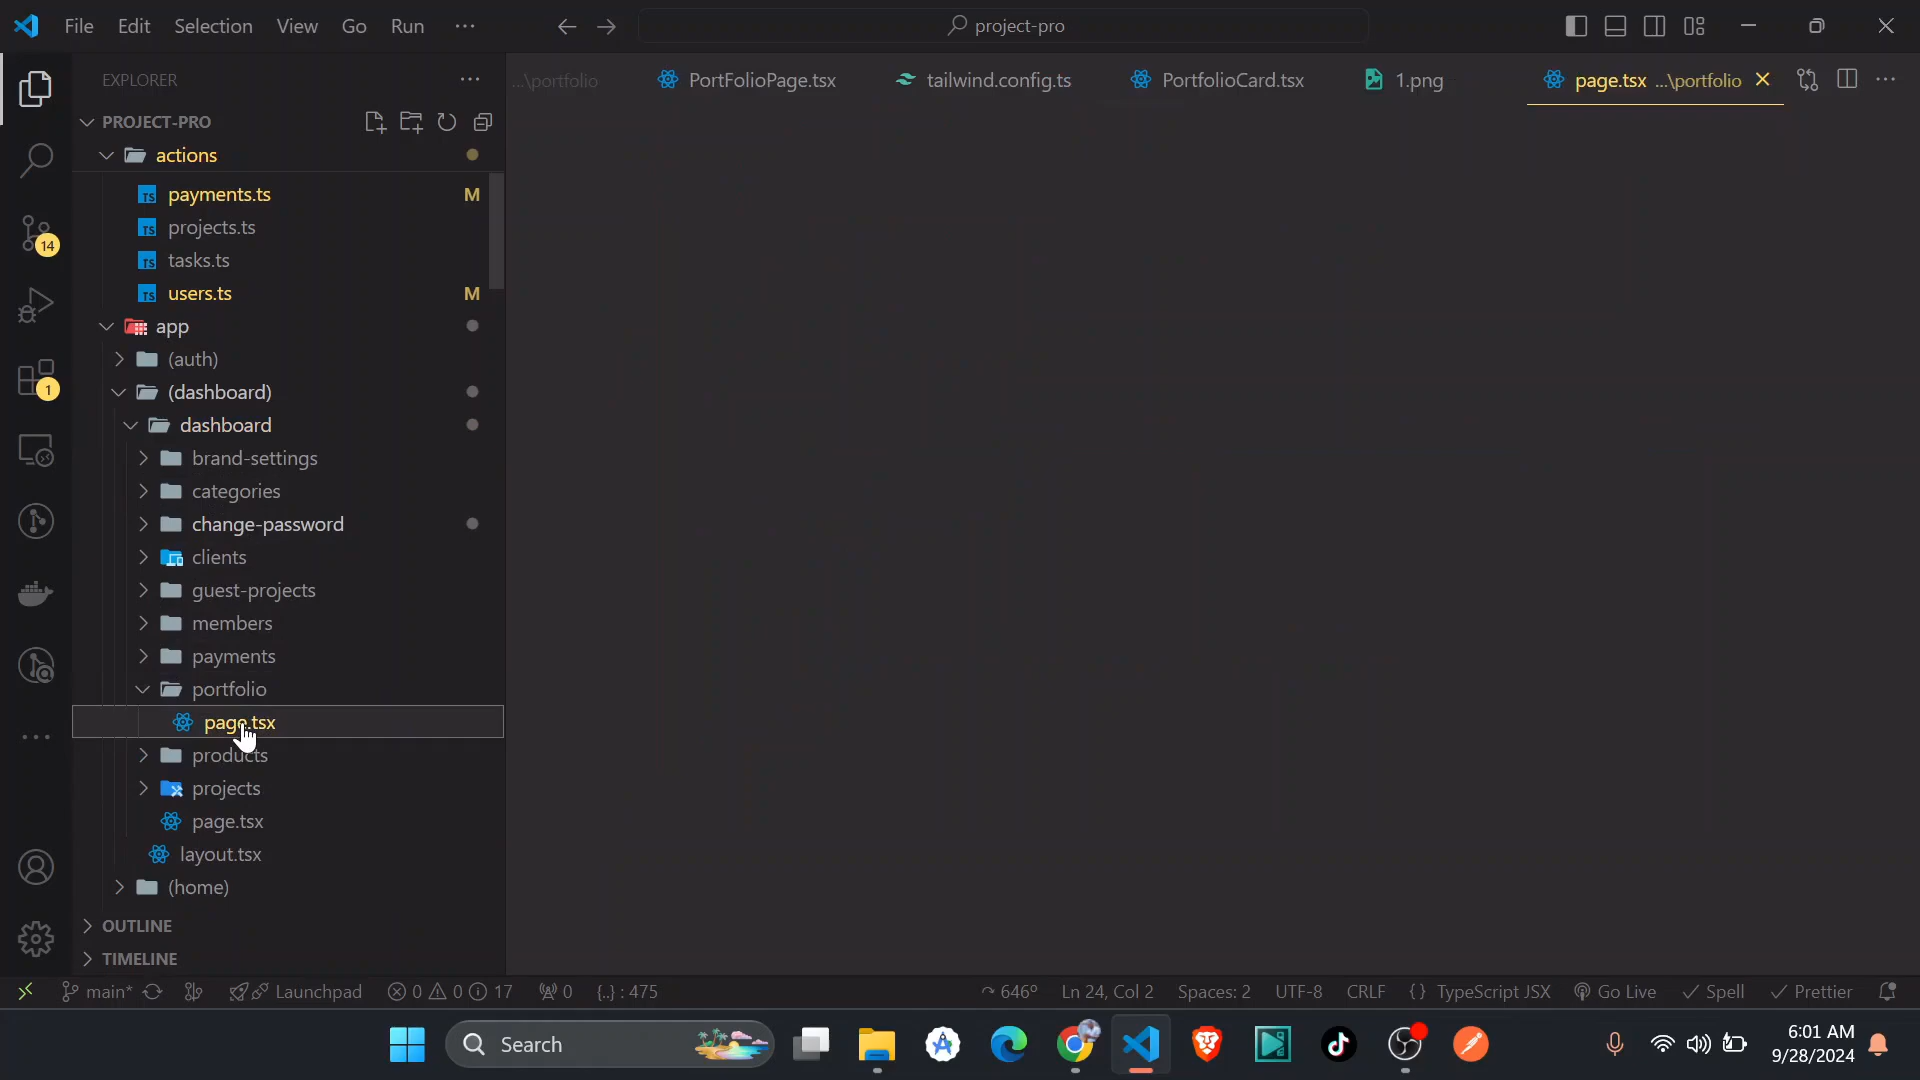 File Edit Selection View Go Run ··· project-pro
EXPLORER ···
...\portfolio PortFolioPage.tsx tailwind.config.ts PortfolioCard.tsx 1.png page.tsx ...\portfolio
PROJECT-PRO
actions
TS payments.ts M
TS projects.ts
TS tasks.ts
TS users.ts M
app
(auth)
(dashboard)
dashboard
brand-settings
categories
change-password
clients
guest-projects
members
payments
portfolio
page.tsx
products
projects
page.tsx
layout.tsx
(home)
OUTLINE
TIMELINE
14
1
main* Launchpad 0 0 17 0 {..} : 475 646° Ln 24, Col 2 Spaces: 2 UTF-8 CRLF {} TypeScript JSX Go Live Spell Prettier
Search
6:01 AM
9/28/2024